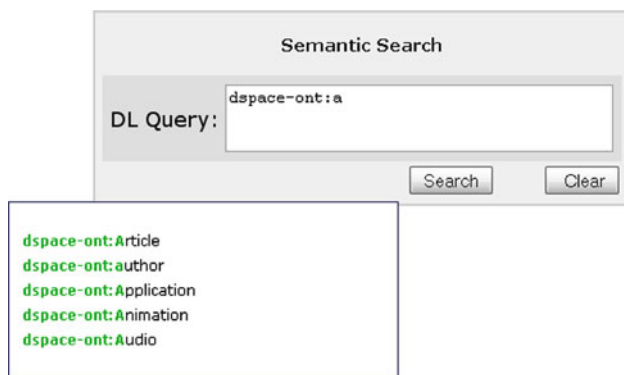 Semantic Search
DL Query:
dspace-ont:a
Search
Clear
dspace-ont:Article
dspace-ont:author
dspace-ont:Application
dspace-ont:Animation
dspace-ont:Audio